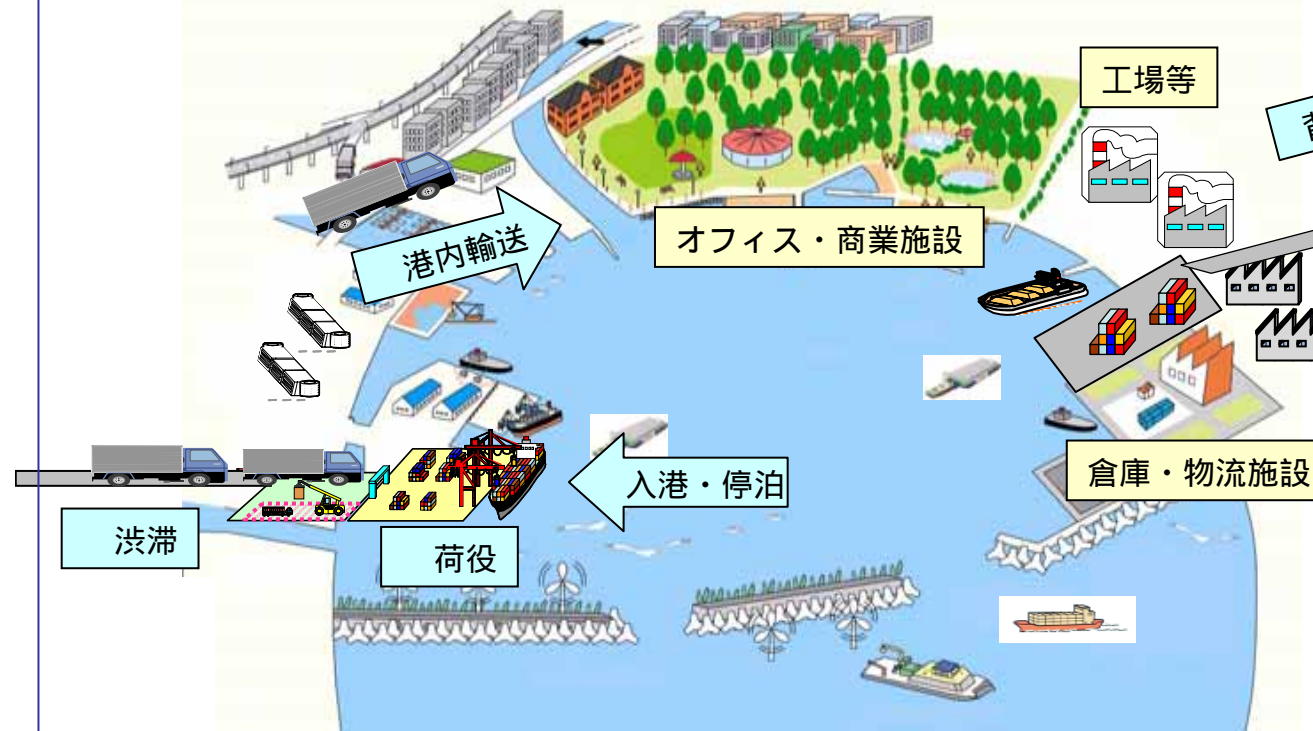 工場等
港内輸送
オフィス・商業施設
入港・停泊
倉庫・物流施設
渋滞
荷役